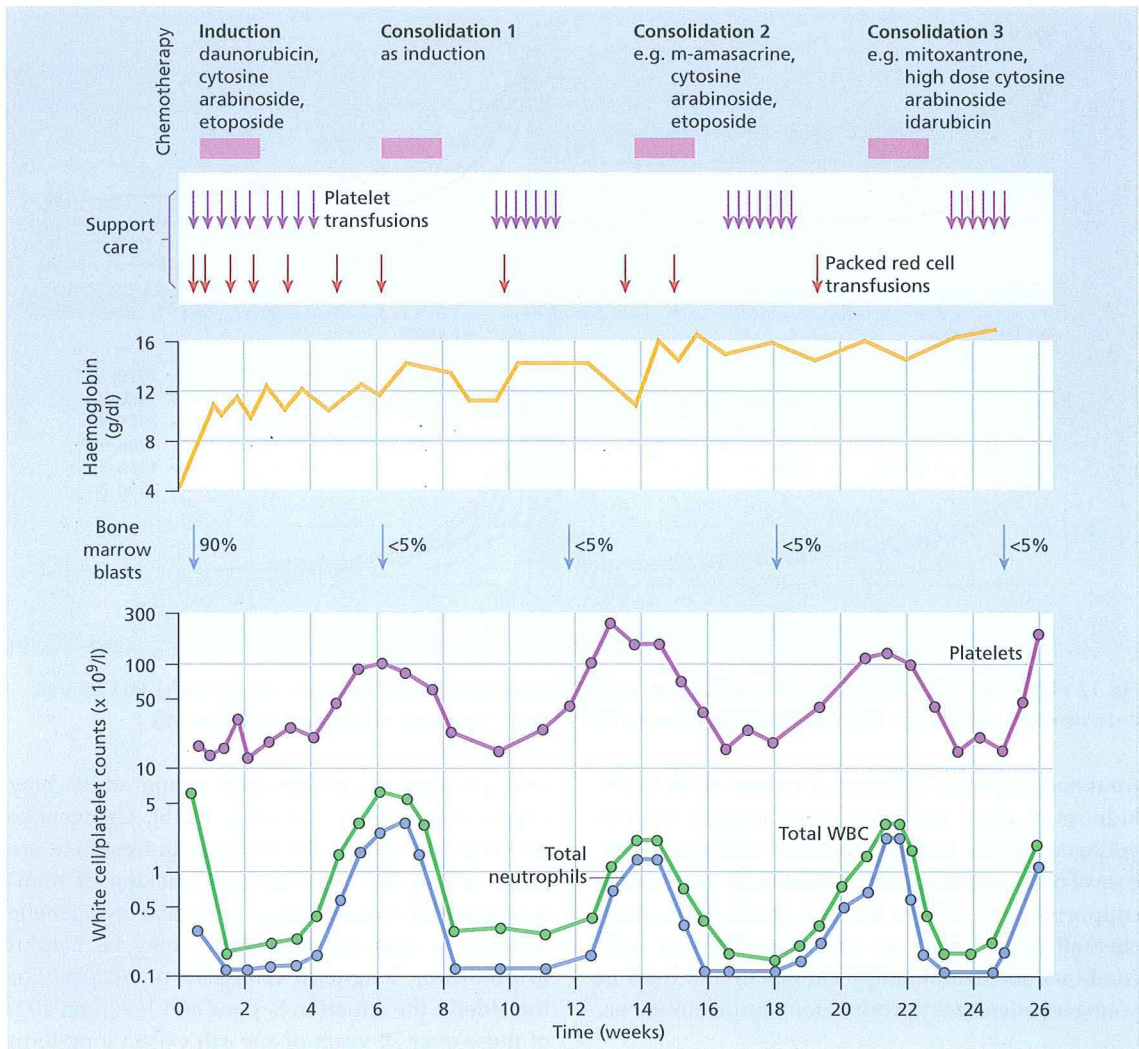 Chemotherapy
Induction
daunorubicin,
cytosine
arabinoside,
etoposide
Consolidation 1
as induction
Consolidation 2
e.g. m-amasacrine,
cytosine
arabinoside,
etoposide
Consolidation 3
e.g. mitoxantrone,
high dose cytosine
arabinoside
idarubicin
Support
care
Platelet
transfusions
Packed red cell
transfusions
Haemoglobin
(g/dl)
16
12
8
4
Bone
marrow
blasts
90%
<5%
<5%
<5%
<5%
White cell/platelet counts (x 10⁹/l)
300
100
50
10
5
1
0.5
0.1
Platelets
Total WBC
Total
neutrophils
0 2 4 6 8 10 12 14 16 18 20 22 24 26
Time (weeks)